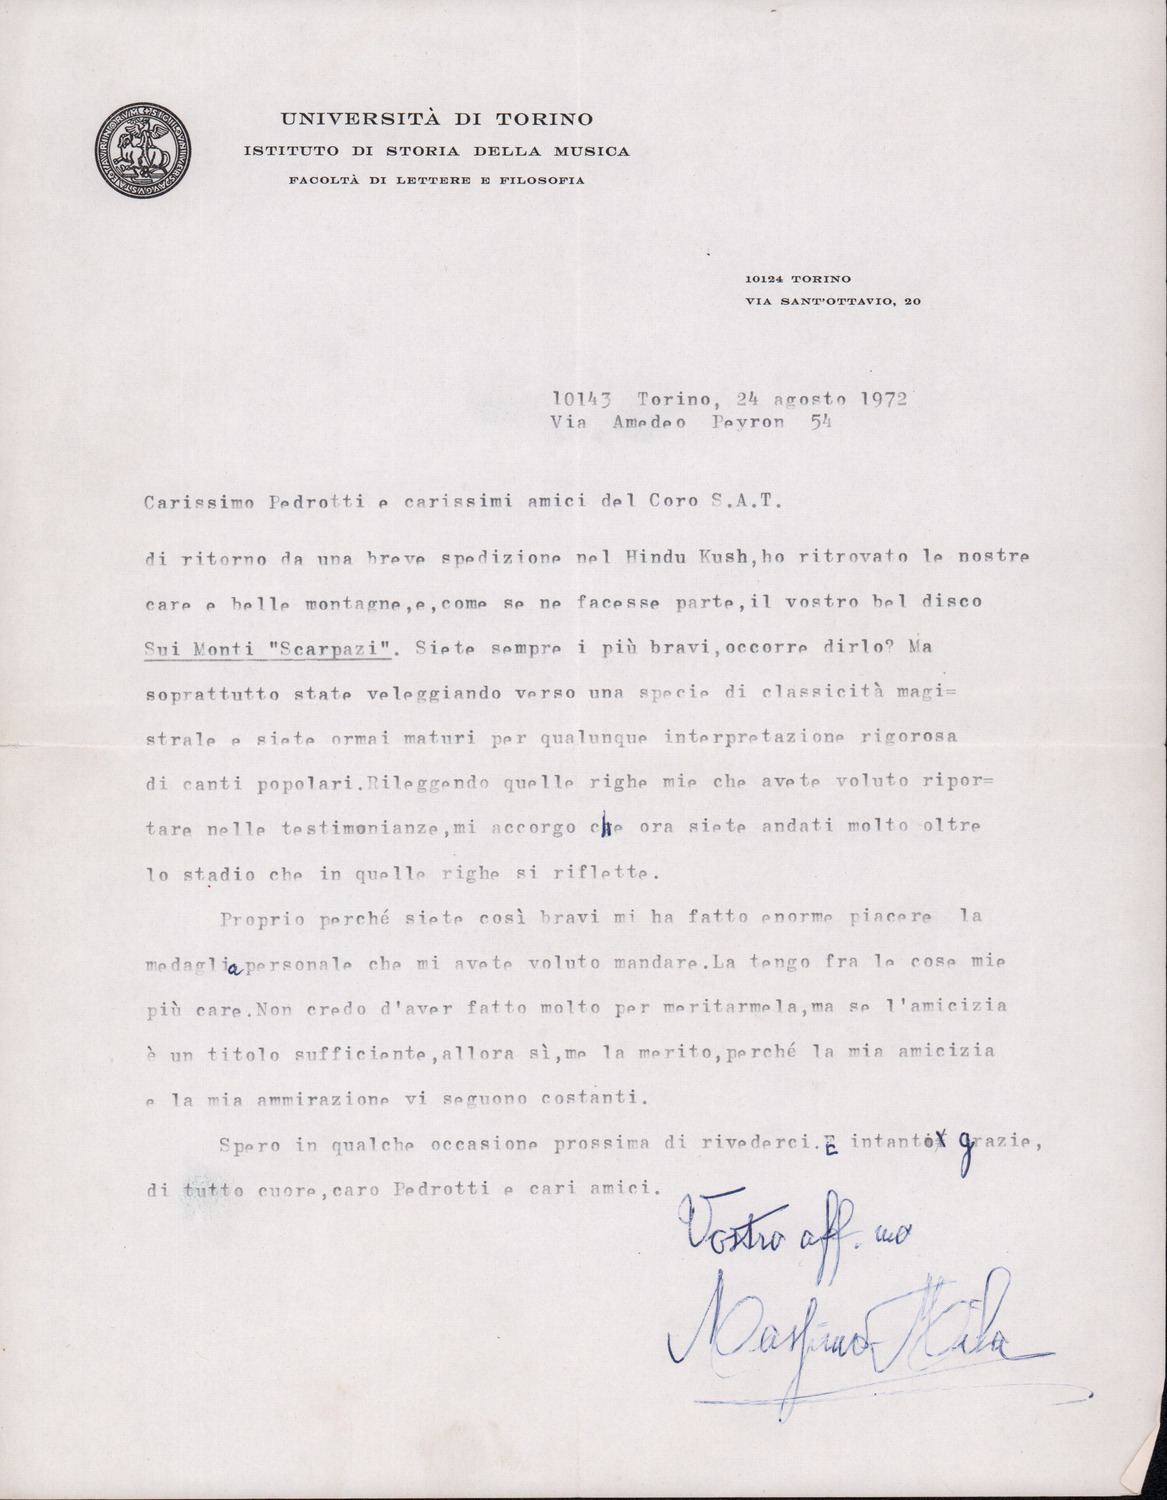 UNIVERSITÀ DI TORINO
ISTITUTO DI STORIA DELLA MUSICA
FACOLTÀ DI LETTERE E FILOSOFIA
10124 TORINO
VIA SANT'OTTAVIO, 20
10143 Torino, 24 agosto 1972
Via Amedeo Peyron 54
Carissimo Pedrotti e carissimi amici del Coro S.A.T.
di ritorno da una breve spedizione nel Hindu Kush,ho ritrovato le nostre
care e belle montagne,e,come se ne facesse parte,il vostro bel disco
Sui Monti "Scarpazi". Siete sempre i più bravi,occorre dirlo? Ma
soprattutto state veleggiando verso una specie di classicità magi=
strale e siete ormai maturi per qualunque interpretazione rigorosa
di canti popolari.Rileggendo quelle righe mie che avete voluto ripor=
tare nelle testimonianze,mi accorgo che ora siete andati molto oltre
lo stadio che in quelle righe si riflette.
Proprio perché siete così bravi mi ha fatto enorme piacere la
medaglia personale che mi avete voluto mandare.La tengo fra le cose mie
più care.Non credo d'aver fatto molto per meritarmela,ma se l'amicizia
è un titolo sufficiente,allora sì,me la merito,perché la mia amicizia
e la mia ammirazione vi seguono costanti.
Spero in qualche occasione prossima di rivederci.E intanto grazie,
di tutto cuore,caro Pedrotti e cari amici.
Vostro aff.mo
Massimo Mila